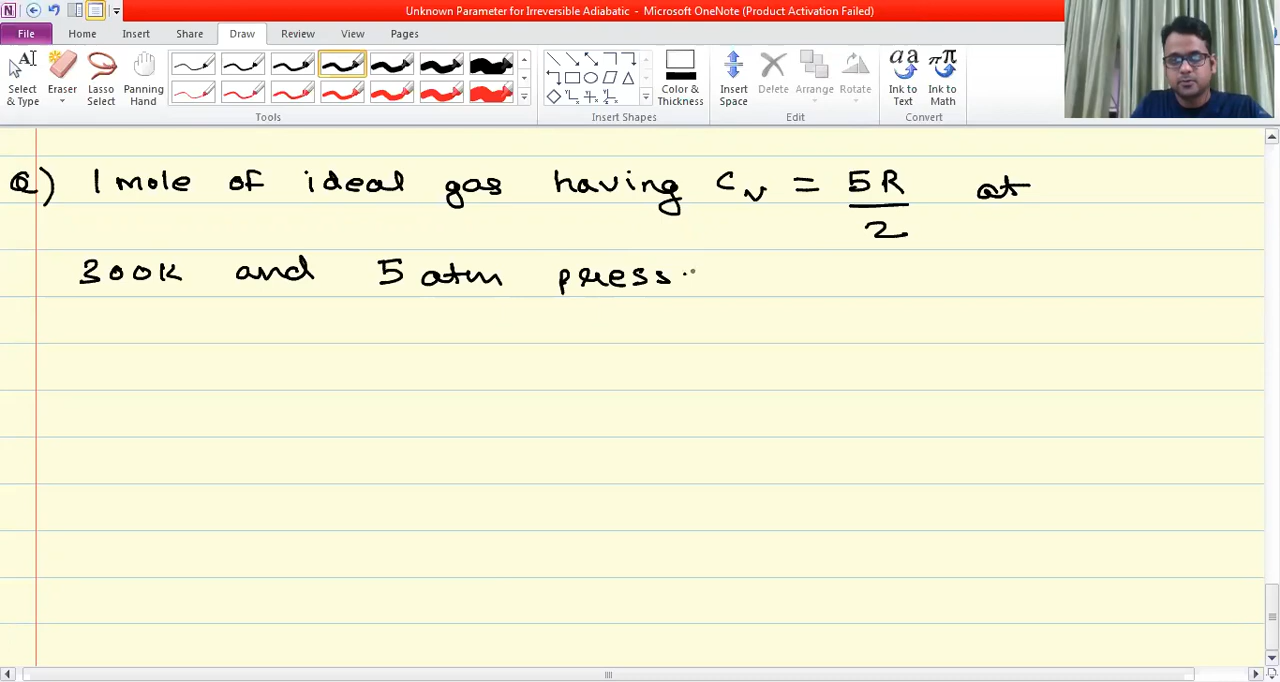 Unknown Parameter for Irreversible Adiabatic - Microsoft OneNote (Product Activation Failed)
File Home Insert Share Draw Review View Pages
Select & Type Eraser Lasso Select Panning Hand Color & Thickness Insert Space Delete Arrange Rotate Ink to Text Ink to Math
Tools Insert Shapes Edit Convert
Q) 1 mole of ideal gas having Cv = 5R/2 at
300K and 5 atm press